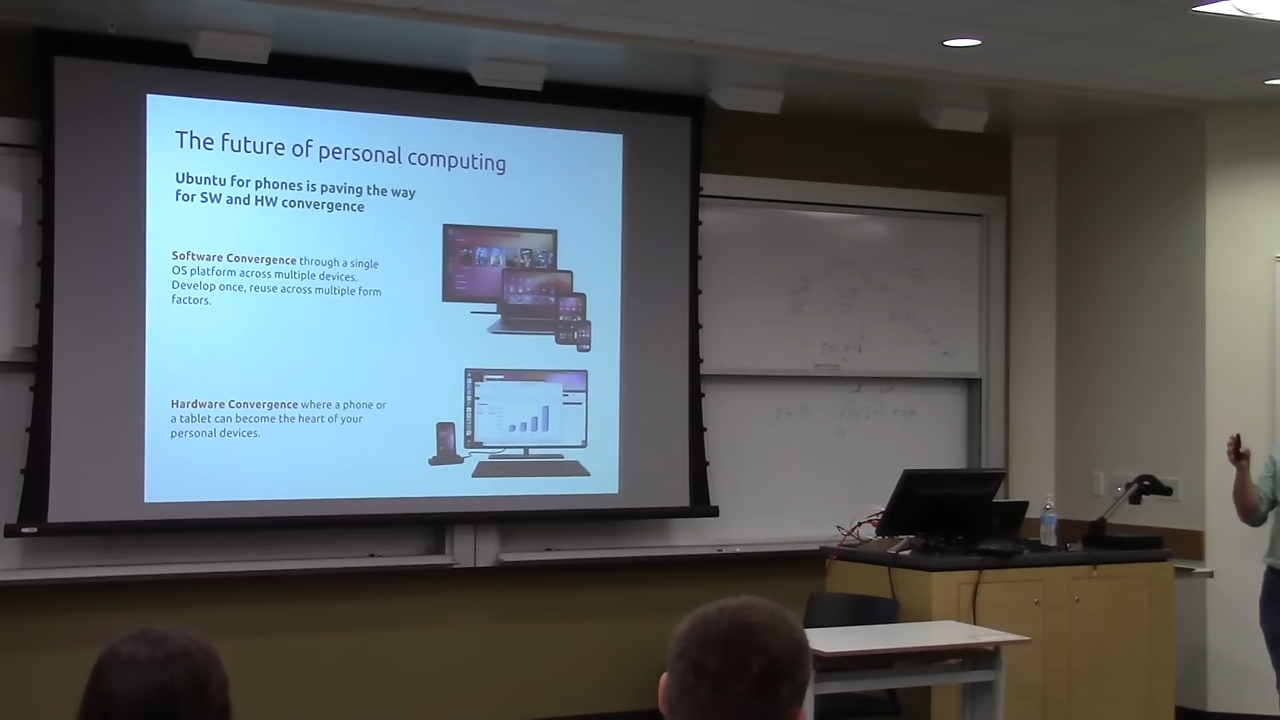 The future of personal computing
Ubuntu for phones is paving the way
for SW and HW convergence
Software Convergence through a single
OS platform across multiple devices.
Develop once, reuse across multiple form
factors.
Hardware Convergence where a phone or
a tablet can become the heart of your
personal devices.